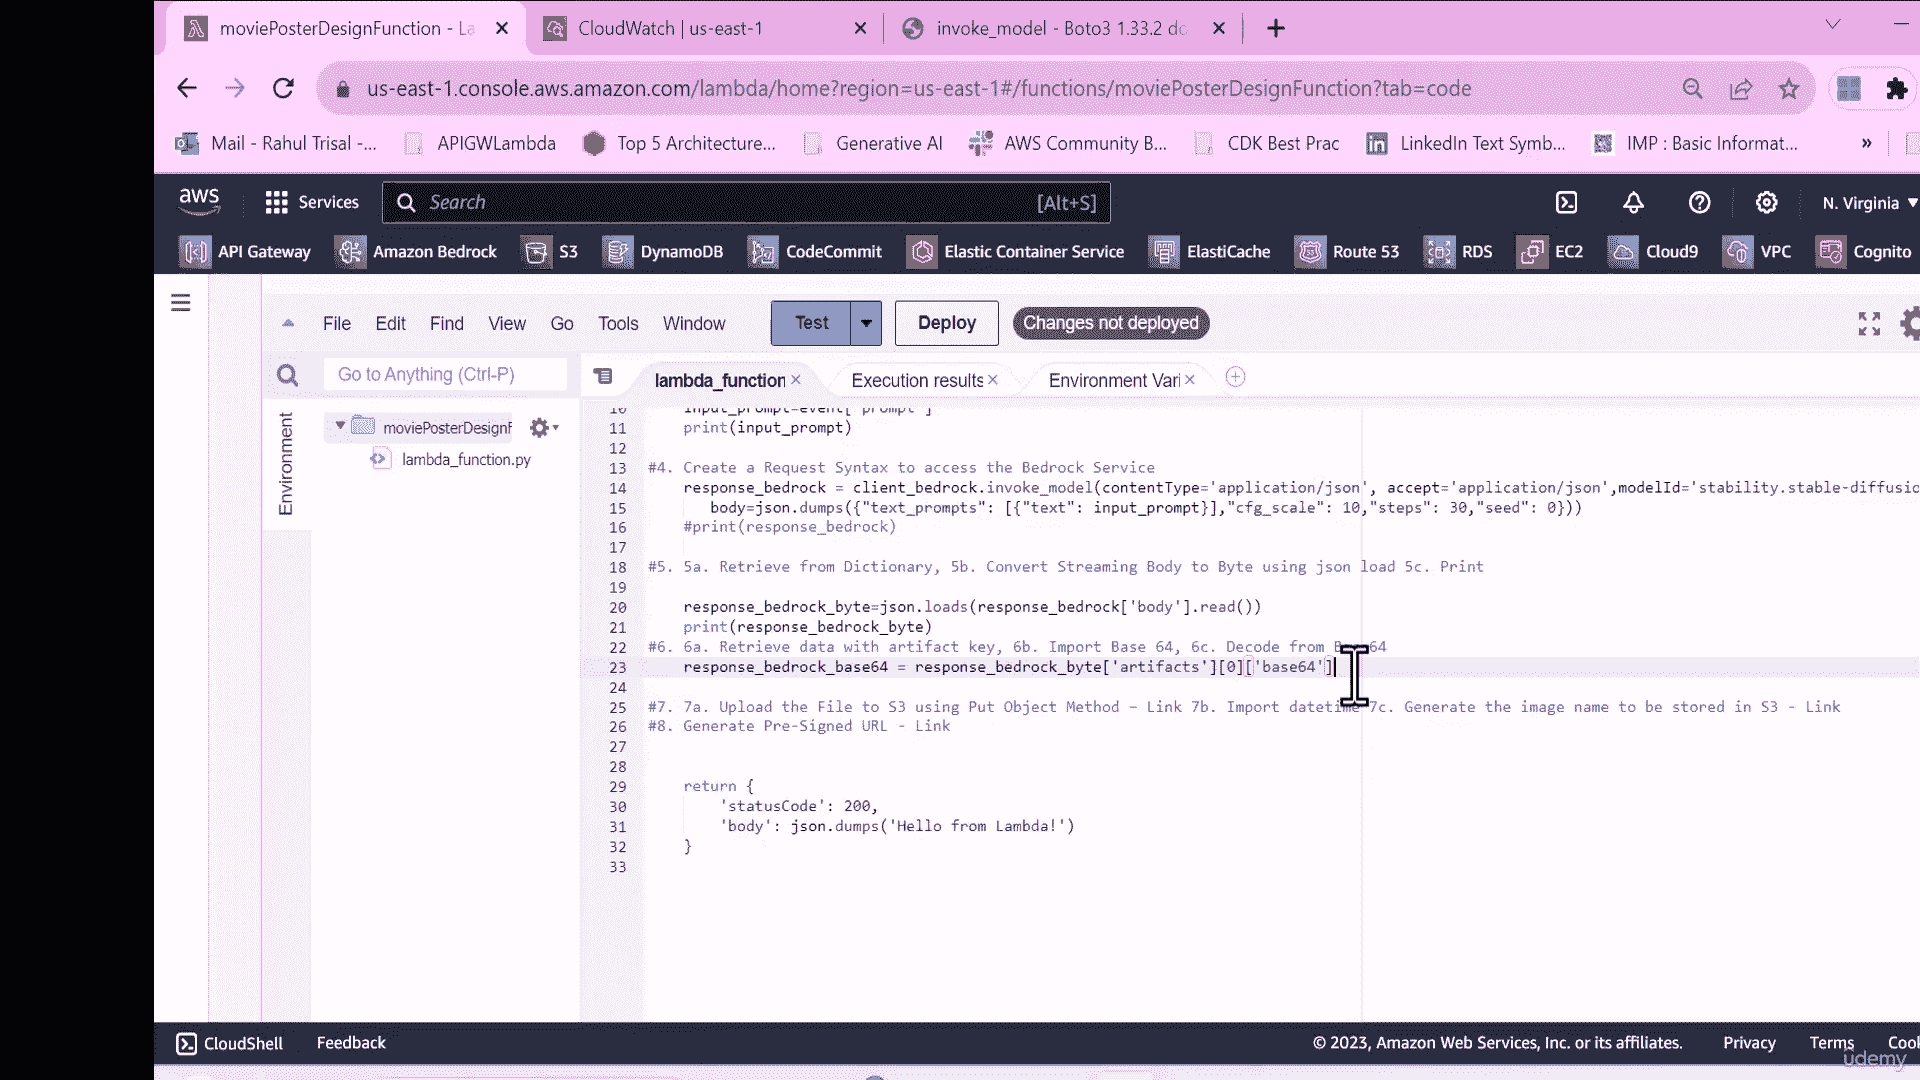 moviePosterDesignFunction - La
CloudWatch | us-east-1
invoke_model - Boto3 1.33.2 do
us-east-1.console.aws.amazon.com/lambda/home?region=us-east-1#/functions/moviePosterDesignFunction?tab=code
Mail - Rahul Trisal -...
APIGWLambda
Top 5 Architecture...
Generative AI
AWS Community B...
CDK Best Prac
LinkedIn Text Symb...
IMP : Basic Informat...
»
aws
Services
Search
[Alt+S]
N. Virginia
API Gateway
Amazon Bedrock
S3
DynamoDB
CodeCommit
Elastic Container Service
ElastiCache
Route 53
RDS
EC2
Cloud9
VPC
Cognito
File Edit Find View Go Tools Window
Test
Deploy
Changes not deployed
Go to Anything (Ctrl-P)
lambda_function
Execution results
Environment Vari
Environment
moviePosterDesignF
lambda_function.py
10 input_prompt=event['prompt']
11 print(input_prompt)
12
13 #4. Create a Request Syntax to access the Bedrock Service
14 response_bedrock = client_bedrock.invoke_model(contentType='application/json', accept='application/json',modelId='stability.stable-diffusio
15 body=json.dumps({"text_prompts": [{"text": input_prompt}],"cfg_scale": 10,"steps": 30,"seed": 0}))
16 #print(response_bedrock)
17
18 #5. 5a. Retrieve from Dictionary, 5b. Convert Streaming Body to Byte using json load 5c. Print
19
20 response_bedrock_byte=json.loads(response_bedrock['body'].read())
21 print(response_bedrock_byte)
22 #6. 6a. Retrieve data with artifact key, 6b. Import Base 64, 6c. Decode from Base64
23 response_bedrock_base64 = response_bedrock_byte['artifacts'][0]['base64']
24
25 #7. 7a. Upload the File to S3 using Put Object Method – Link 7b. Import datetime 7c. Generate the image name to be stored in S3 - Link
26 #8. Generate Pre-Signed URL - Link
27
28
29 return {
30 'statusCode': 200,
31 'body': json.dumps('Hello from Lambda!')
32 }
33
CloudShell
Feedback
© 2023, Amazon Web Services, Inc. or its affiliates.
Privacy
Terms
Cook
udemy